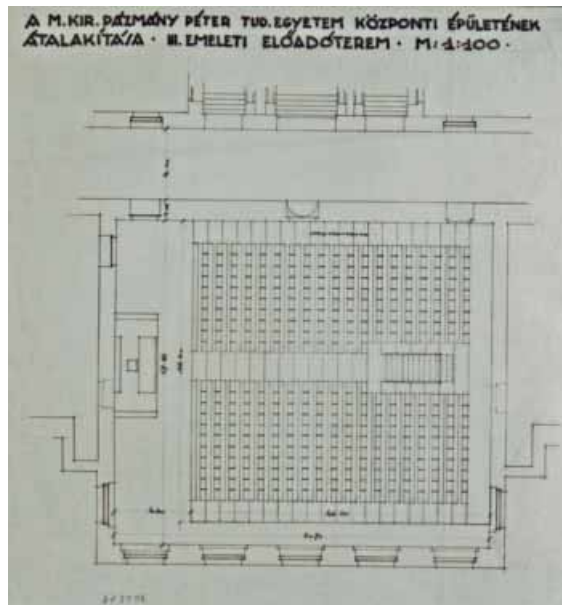 A M. KIR. PÁZMÁNY PÉTER TUD. EGYETEM KÖZPONTI ÉPÜLETÉNEK
ÁTALAKÍTÁSA · III. EMELETI ELŐADÓTEREM · M: 1:100 ·